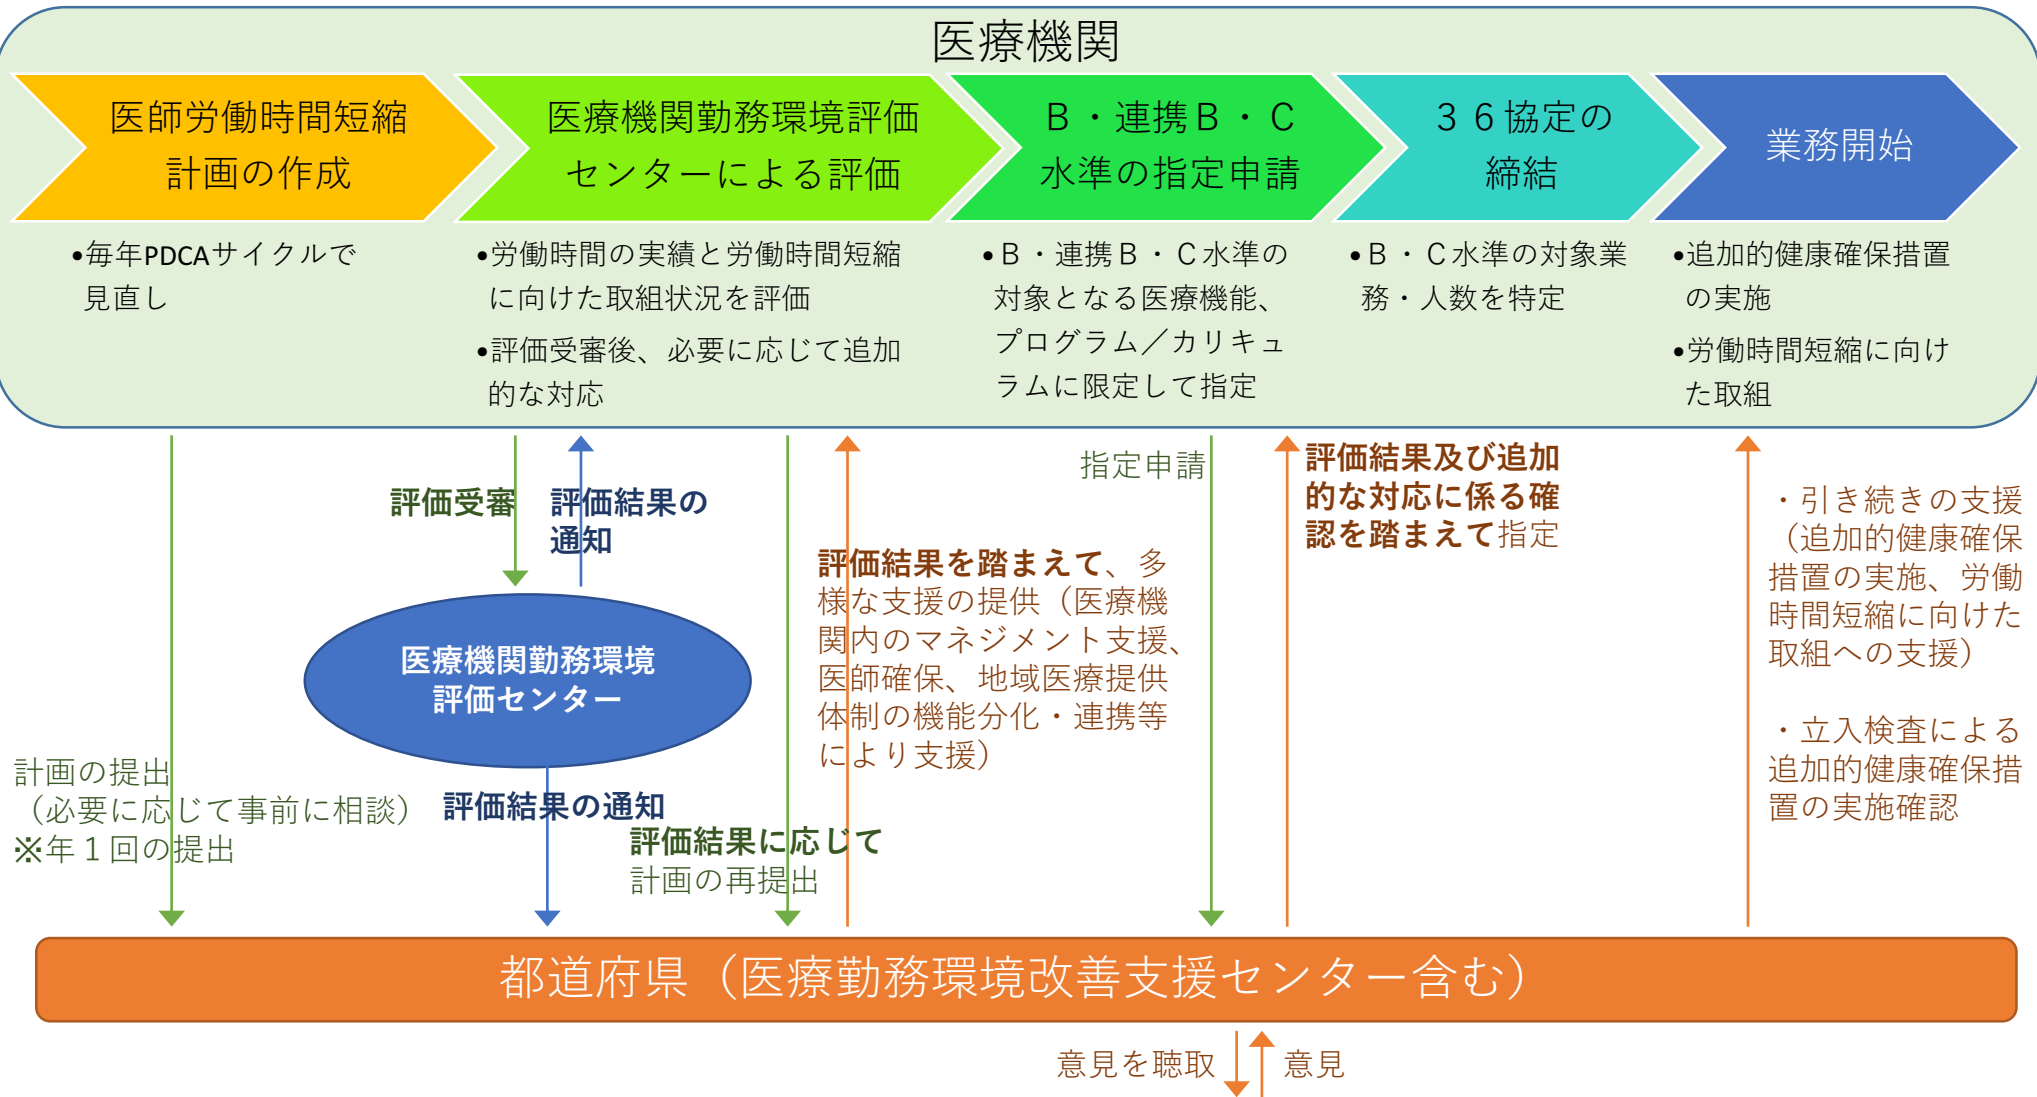 医療機関
医師労働時間短縮
計画の作成
医療機関勤務環境評価
センターによる評価
Ｂ・連携Ｂ・Ｃ
水準の指定申請
３６協定の
締結
業務開始
•毎年PDCAサイクルで
見直し
•労働時間の実績と労働時間短縮
に向けた取組状況を評価
•評価受審後、必要に応じて追加
的な対応
•Ｂ・連携Ｂ・Ｃ水準の
対象となる医療機能、
プログラム／カリキュ
ラムに限定して指定
•Ｂ・Ｃ水準の対象業
務・人数を特定
•追加的健康確保措置
の実施
•労働時間短縮に向け
た取組
計画の提出
（必要に応じて事前に相談）
※年１回の提出
評価受審
評価結果の
通知
医療機関勤務環境
評価センター
評価結果の通知
評価結果に応じて
計画の再提出
評価結果を踏まえて、多
様な支援の提供（医療機
関内のマネジメント支援、
医師確保、地域医療提供
体制の機能分化・連携等
により支援）
指定申請
評価結果及び追加
的な対応に係る確
認を踏まえて指定
・引き続きの支援
（追加的健康確保
措置の実施、労働
時間短縮に向けた
取組への支援）
・立入検査による
追加的健康確保措
置の実施確認
都道府県（医療勤務環境改善支援センター含む）
意見を聴取
意見